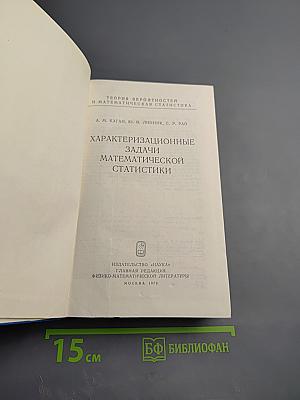 ТЕОРИЯ ВЕРОЯТНОСТЕЙ
И МАТЕМАТИЧЕСКАЯ СТАТИСТИКА
А. М. КАГАН, Ю. В. ЛИННИК, С. Р. РАО
ХАРАКТЕРИЗАЦИОННЫЕ
ЗАДАЧИ
МАТЕМАТИЧЕСКОЙ
СТАТИСТИКИ
ИЗДАТЕЛЬСТВО «НАУКА»
ГЛАВНАЯ РЕДАКЦИЯ
ФИЗИКО-МАТЕМАТИЧЕСКОЙ ЛИТЕРАТУРЫ
МОСКВА 1972
15 см
БФ БИБЛИОФАН